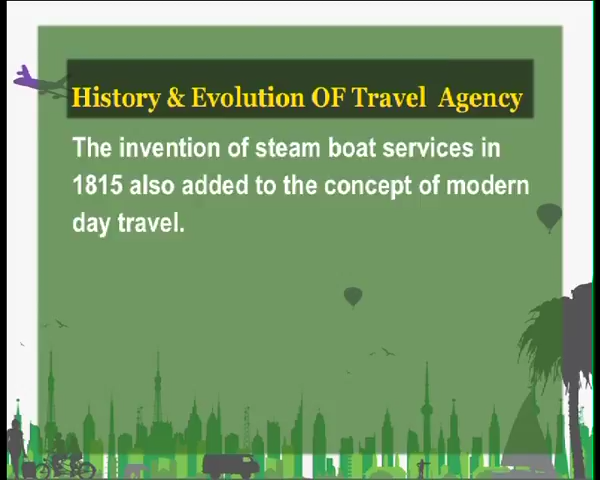 History & Evolution OF Travel Agency
The invention of steam boat services in
1815 also added to the concept of modern
day travel.